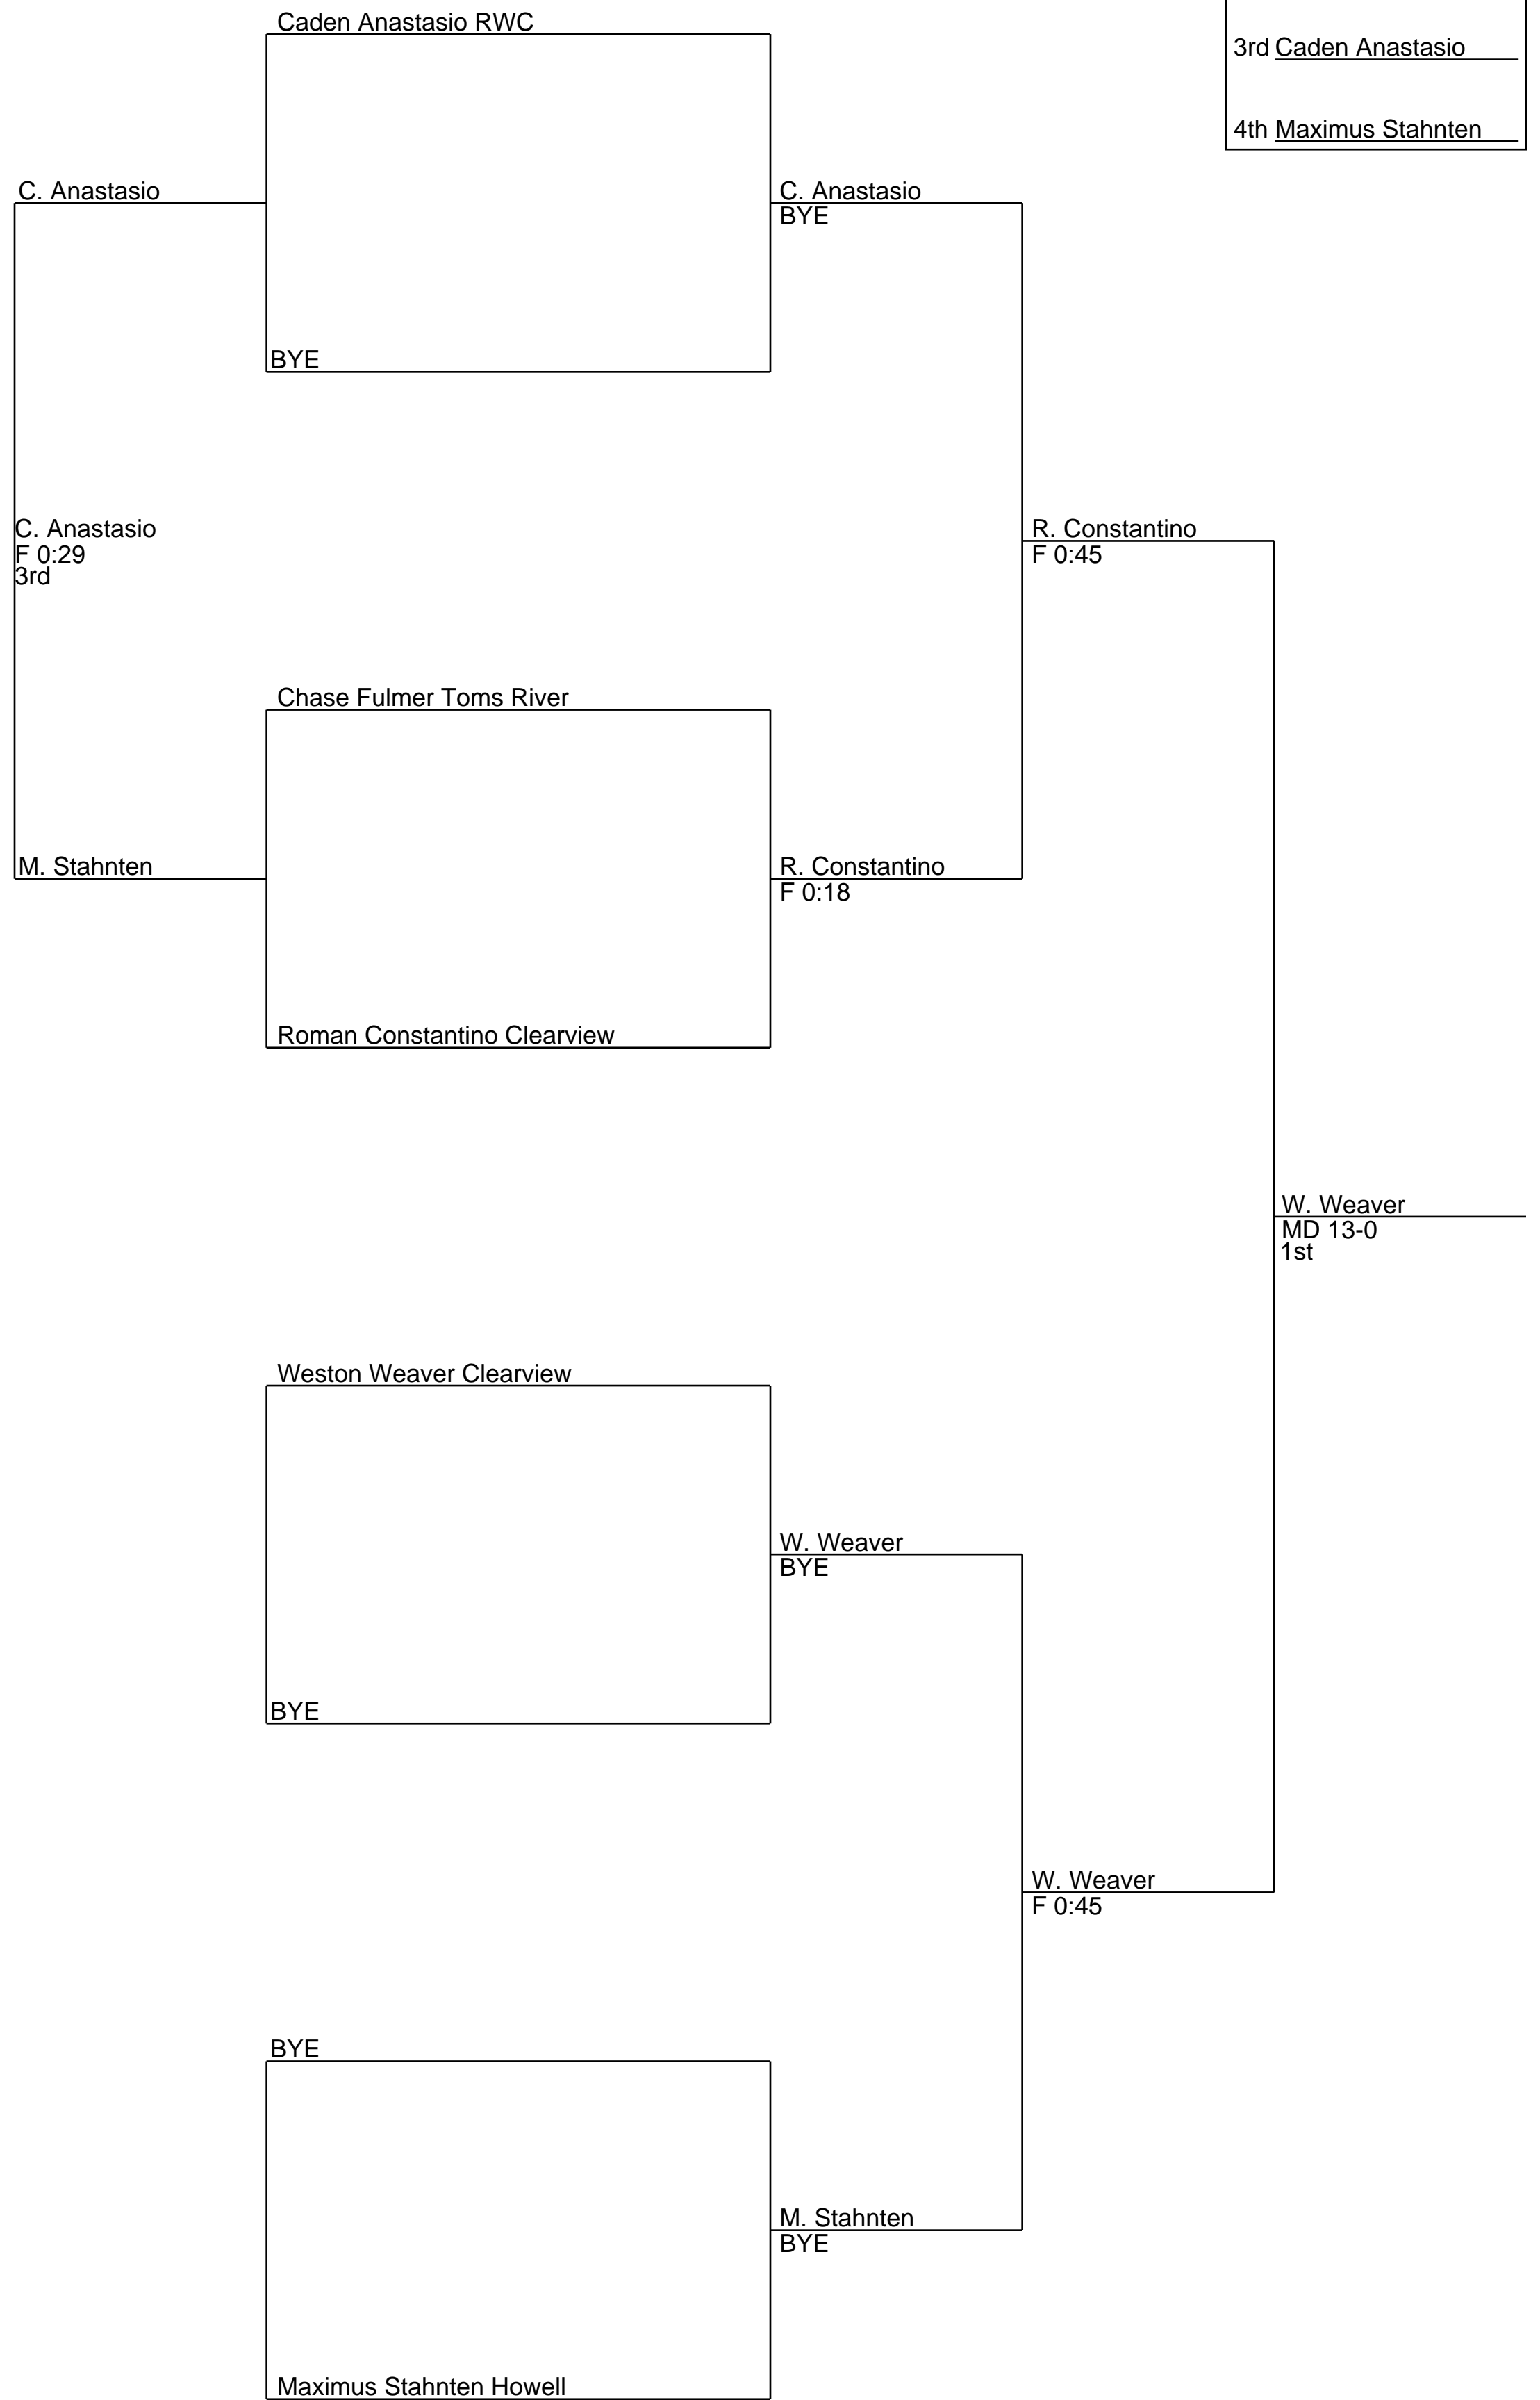 Caden Anastasio RWC
3rd Caden Anastasio
4th Maximus Stahnten
C. Anastasio
C. Anastasio
BYE
BYE
C. Anastasio
F 0:29
3rd
R. Constantino
F 0:45
Chase Fulmer Toms River
M. Stahnten
R. Constantino
F 0:18
Roman Constantino Clearview
W. Weaver
MD 13-0
1st
Weston Weaver Clearview
W. Weaver
BYE
BYE
W. Weaver
F 0:45
BYE
M. Stahnten
BYE
Maximus Stahnten Howell